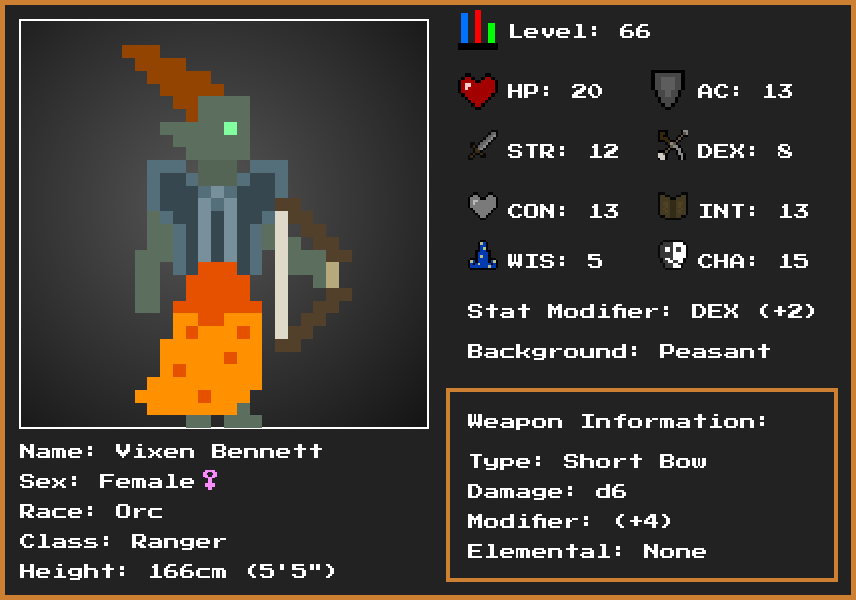 Level: 66
HP: 20 AC: 13
STR: 12 DEX: 8
CON: 13 INT: 13
WIS: 5 CHA: 15
Stat Modifier: DEX (+2)
Background: Peasant
Weapon Information:
Type: Short Bow
Damage: d6
Modifier: (+4)
Elemental: None
Name: Vixen Bennett
Sex: Female♀
Race: Orc
Class: Ranger
Height: 166cm (5'5")